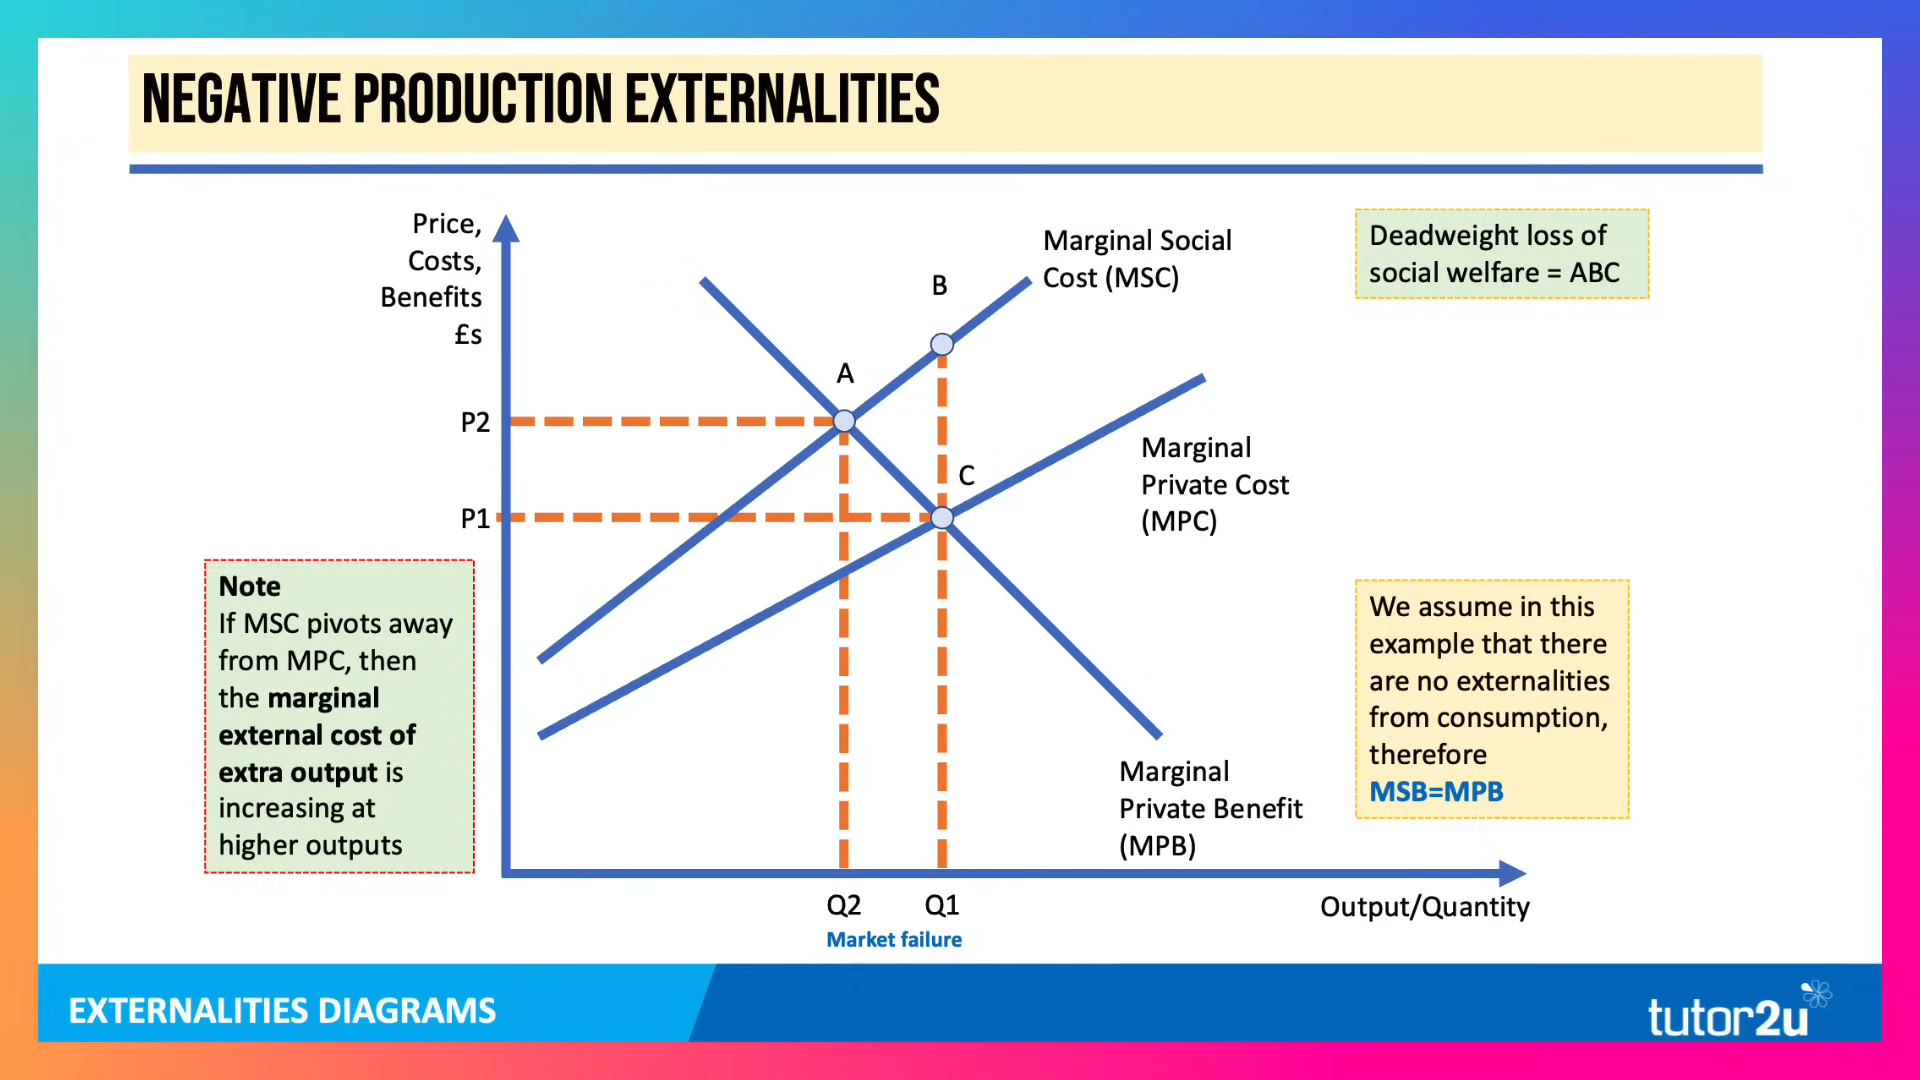 NEGATIVE PRODUCTION EXTERNALITIES
Price,
Costs,
Benefits
£s
Marginal Social
Cost (MSC)
B
Deadweight loss of
social welfare = ABC
A
P2
C
Marginal
Private Cost
(MPC)
P1
Note
If MSC pivots away
from MPC, then
the marginal
external cost of
extra output is
increasing at
higher outputs
We assume in this
example that there
are no externalities
from consumption,
therefore
MSB=MPB
Marginal
Private Benefit
(MPB)
Q2
Q1
Output/Quantity
Market failure
EXTERNALITIES DIAGRAMS
tutor2u